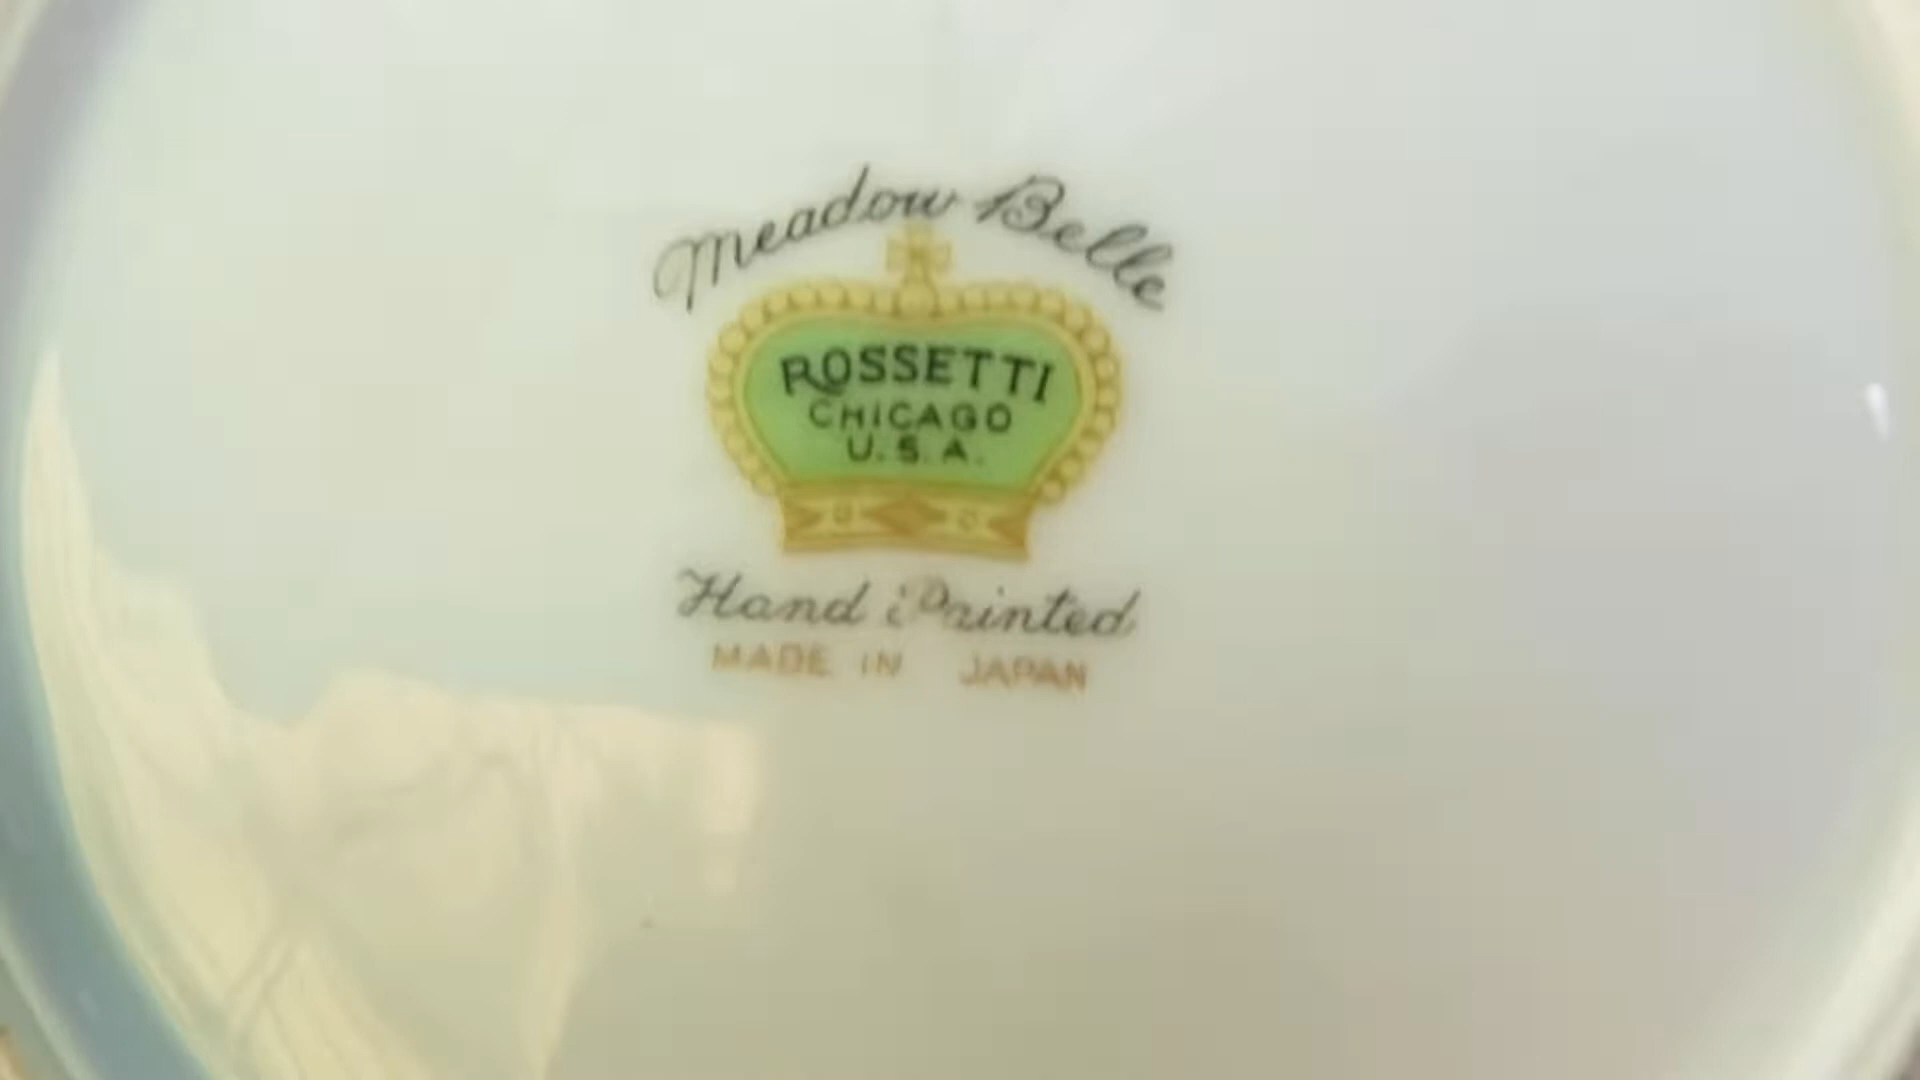 Meadow Belle
ROSSETTI
CHICAGO
U.S.A.
Hand Painted
MADE IN JAPAN